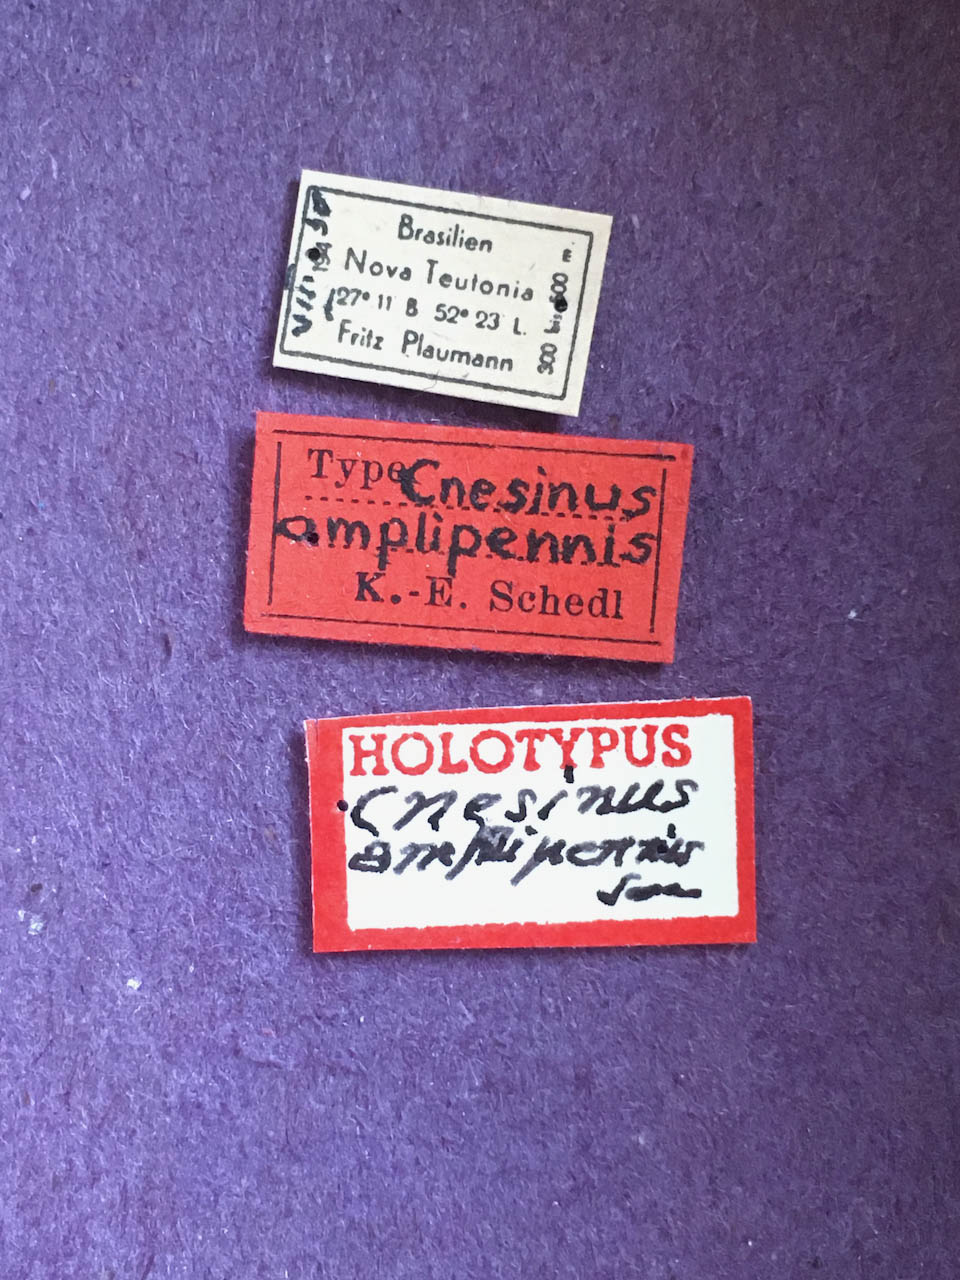 Brasilien
Nova Teutonia
27° 11' B 52° 23' L.
Fritz Plaumann
300 bis 500 m
VIII
Type Cnesinus
amplipennis
K.-E. Schedl
HOLOTYPUS
Cnesinus
amplipennis